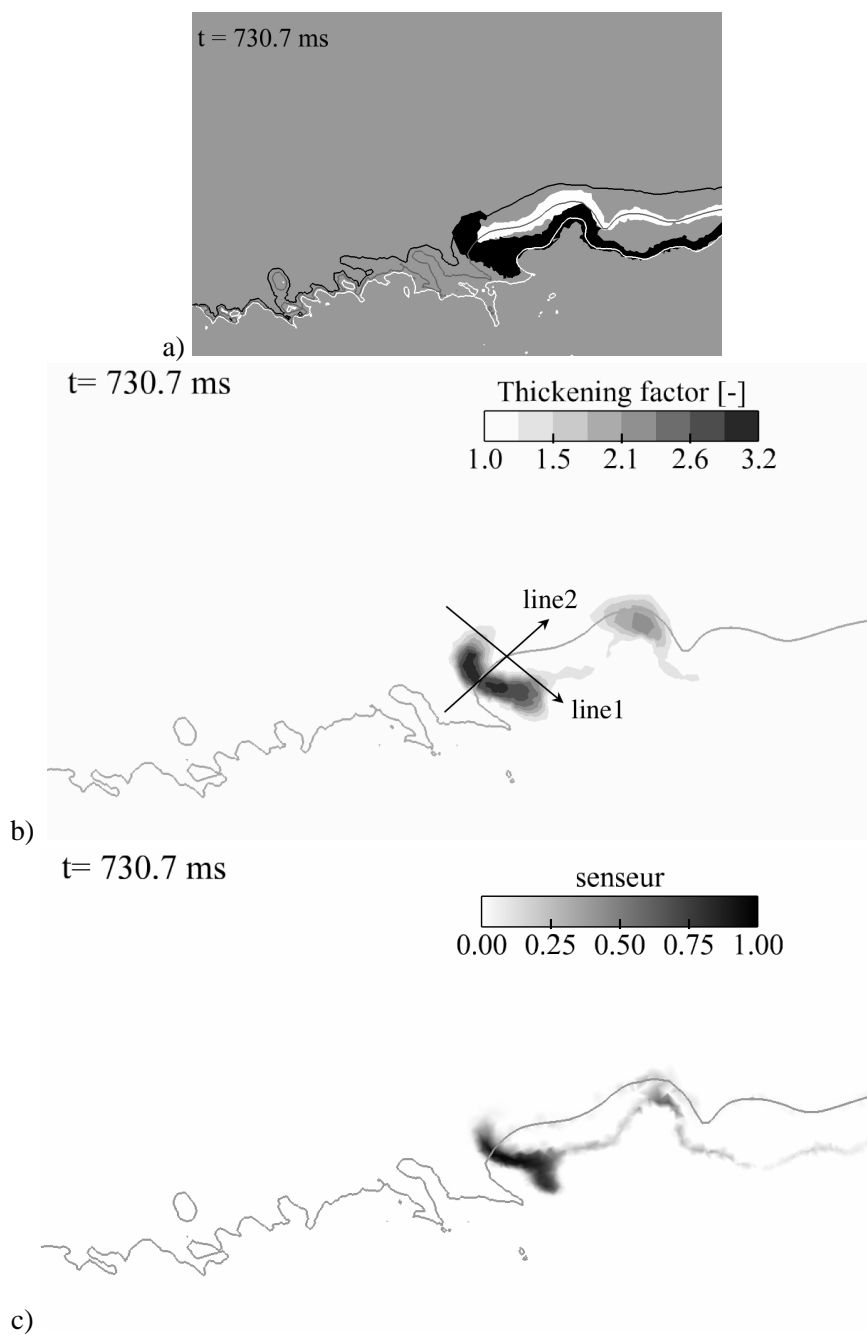 t = 730.7 ms
a)
t= 730.7 ms
Thickening factor [-]
1.0 1.5 2.1 2.6 3.2
line2
line1
b)
t= 730.7 ms
senseur
0.00 0.25 0.50 0.75 1.00
c)